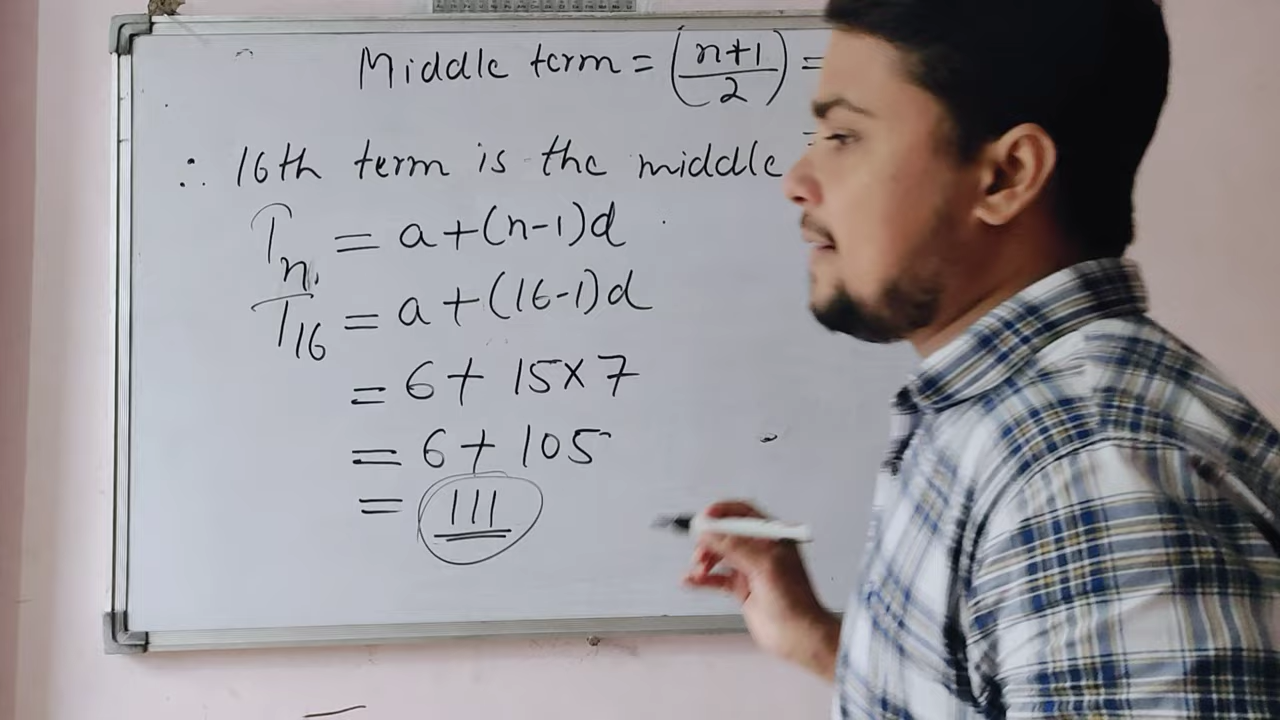 Middle term = (n+1/2) =
∴ 16th term is the middle =
Tn = a+(n-1)d
T16 = a+(16-1)d
= 6+ 15×7
= 6+ 105
= 111